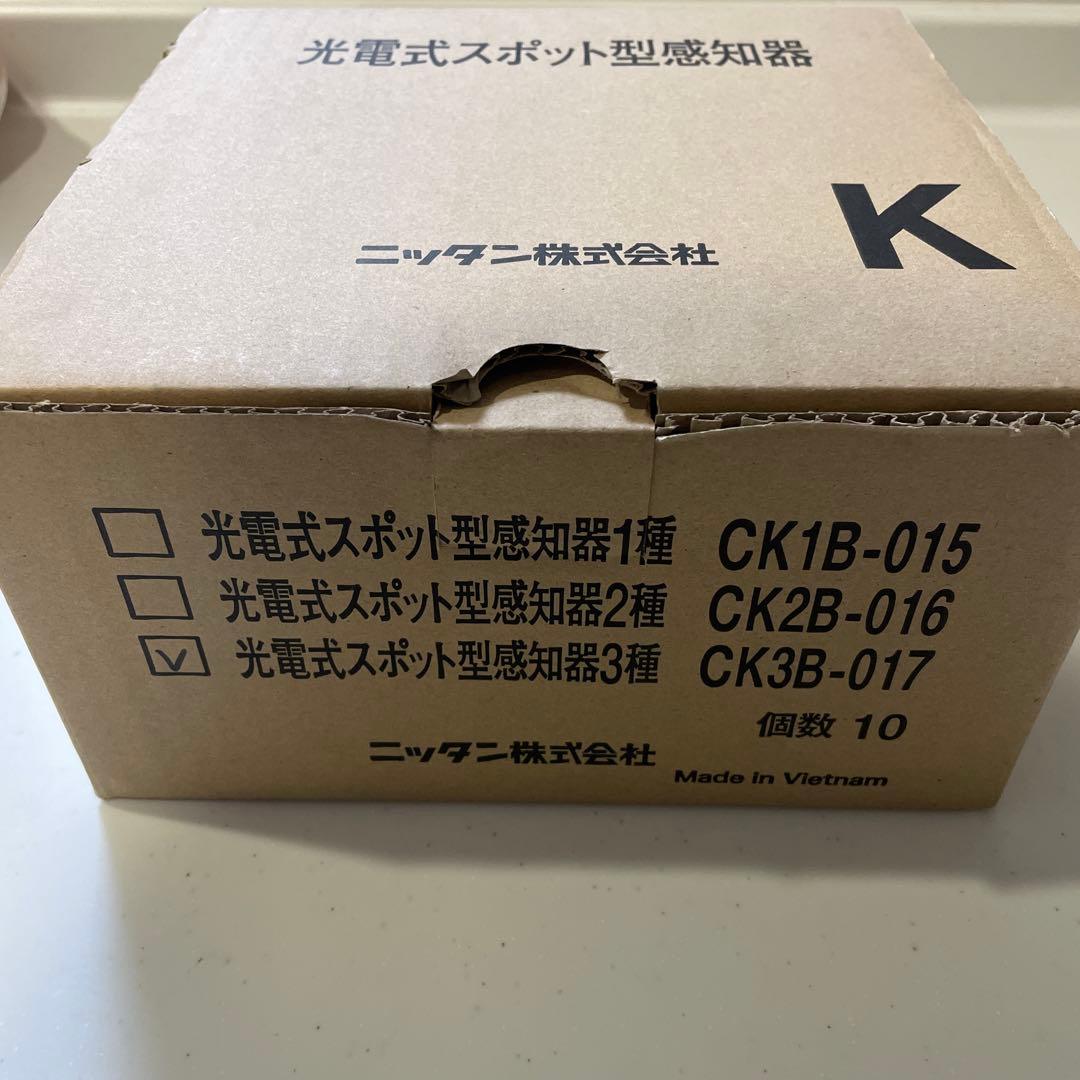 光電式スポット型感知器
K
ニッタン株式会社
光電式スポット型感知器1種 CK1B-015
光電式スポット型感知器2種 CK2B-016
光電式スポット型感知器3種 CK3B-017
個数 10
ニッタン株式会社
Made in Vietnam